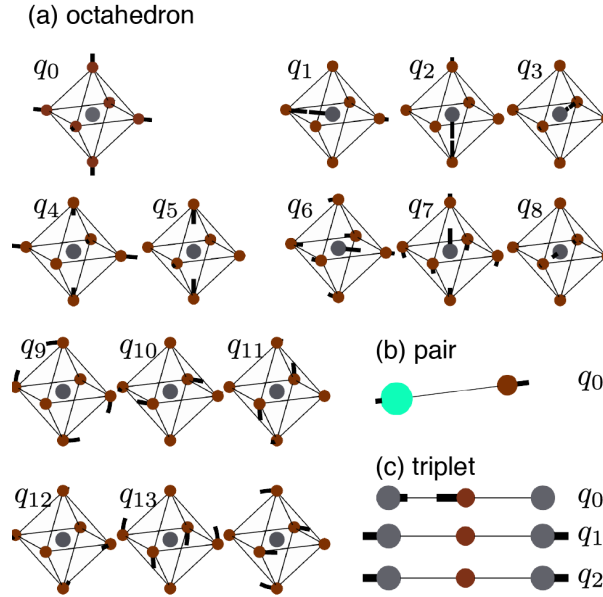 (a) octahedron
q0
q1
q2
q3
q4
q5
q6
q7
q8
q9
q10
q11
(b) pair
q0
(c) triplet
q12
q13
q0
q1
q2